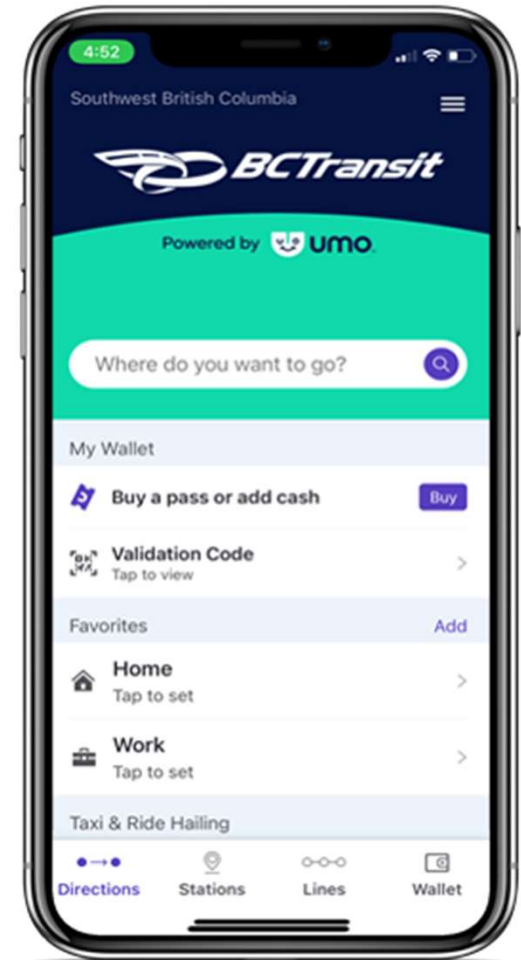 4:52
Southwest British Columbia
BCTransit
Powered by umo.
Where do you want to go?
My Wallet
Buy a pass or add cash Buy
Validation Code
Tap to view
Favorites Add
Home
Tap to set
Work
Tap to set
Taxi & Ride Hailing
Directions Stations Lines Wallet